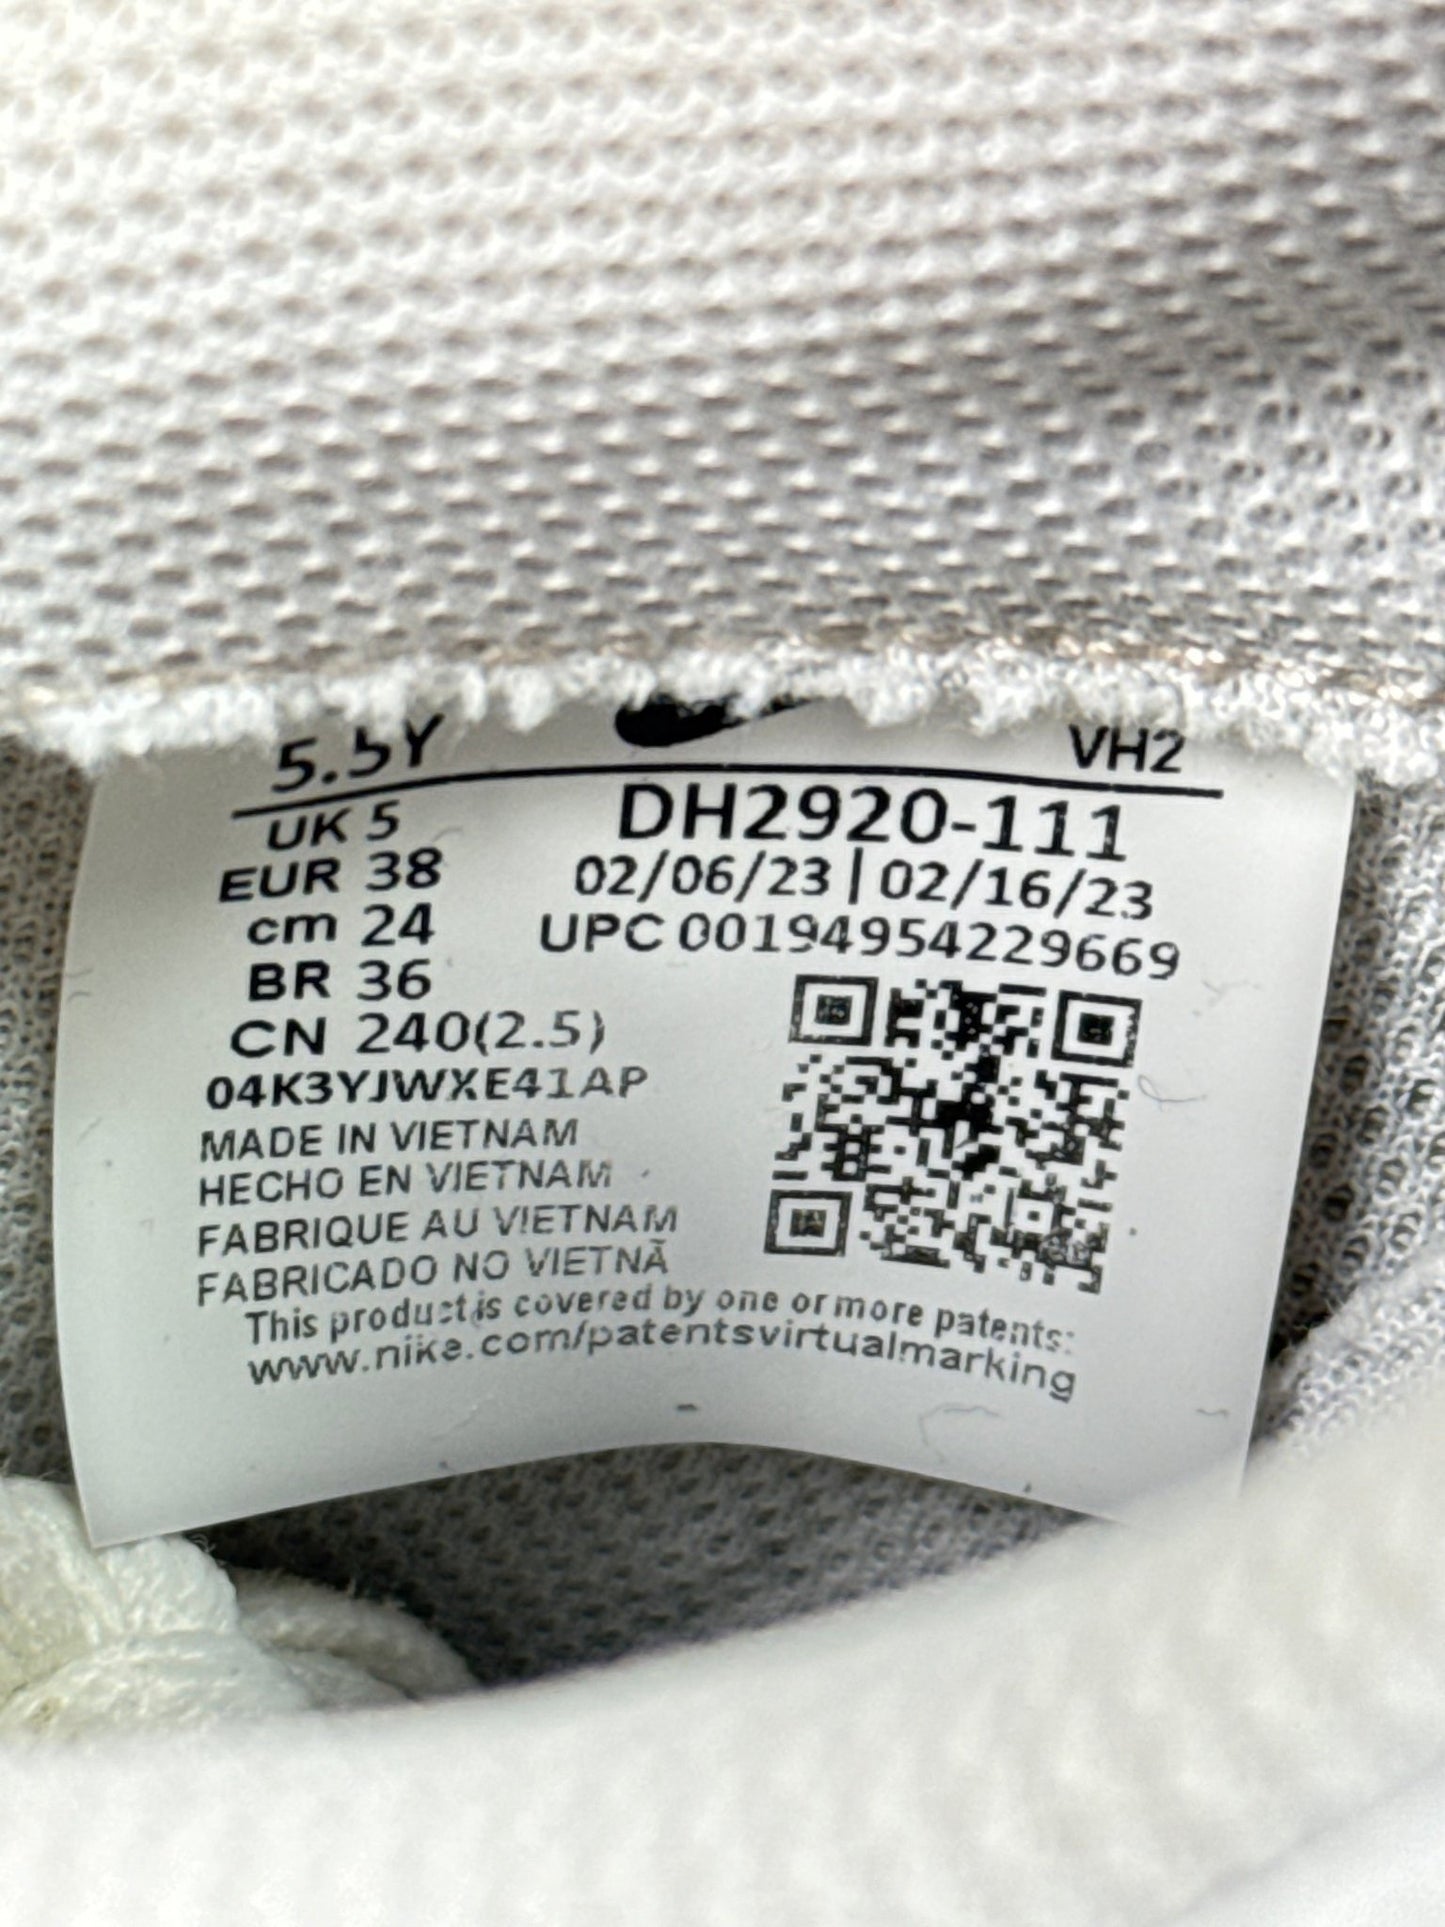 5.5Y VH2
UK 5 DH2920-111
EUR 38 02/06/23 | 02/16/23
cm 24 UPC 00194954229669
BR 36
CN 240(2.5)
04K3YJWXE41AP
MADE IN VIETNAM
HECHO EN VIETNAM
FABRIQUE AU VIETNAM
FABRICADO NO VIETNÃ
This product is covered by one or more patents:
www.nike.com/patentsvirtualmarking